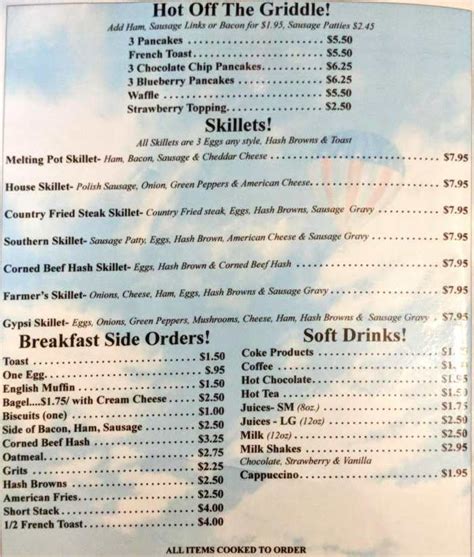 Hot Off The Griddle!
Add Ham, Sausage Links or Bacon for $1.95, Sausage Patties $2.45
3 Pancakes $5.50
French Toast $5.50
3 Chocolate Chip Pancakes $6.25
3 Blueberry Pancakes $6.25
Waffle $5.50
Strawberry Topping $2.50
Skillets!
All Skillets are 3 Eggs any style, Hash Browns & Toast
Melting Pot Skillet- Ham, Bacon, Sausage & Cheddar Cheese $7.95
House Skillet- Polish Sausage, Onion, Green Peppers & American Cheese $7.95
Country Fried Steak Skillet- Country Fried steak, Eggs, Hash Browns, Sausage Gravy $7.95
Southern Skillet- Sausage Patty, Eggs, Hash Brown, American Cheese & Sausage Gravy $7.95
Corned Beef Hash Skillet- Eggs, Hash Brown & Corned Beef Hash $7.95
Farmer's Skillet- Onions, Cheese, Ham, Eggs, Hash Browns & Sausage Gravy $7.95
Gypsi Skillet- Eggs, Onions, Green Peppers, Mushrooms, Cheese, Ham, Hash Browns & Sausage Gravy $7.95
Breakfast Side Orders!
Toast $1.50
One Egg $.95
English Muffin $1.50
Bagel....$1.75/ with Cream Cheese $2.50
Biscuits (one) $1.00
Side of Bacon, Ham, Sausage $2.50
Corned Beef Hash $3.25
Oatmeal $2.75
Grits $2.25
Hash Browns $2.50
American Fries $2.50
Short Stack $4.00
1/2 French Toast $4.00
Soft Drinks!
Coke Products
Coffee
Hot Chocolate
Hot Tea
Juices- SM (8oz.)
Juices - LG (12oz) $2.50
Milk (12oz) $2.50
Milk Shakes $2.95
Chocolate, Strawberry & Vanilla
Cappuccino $1.95
ALL ITEMS COOKED TO ORDER